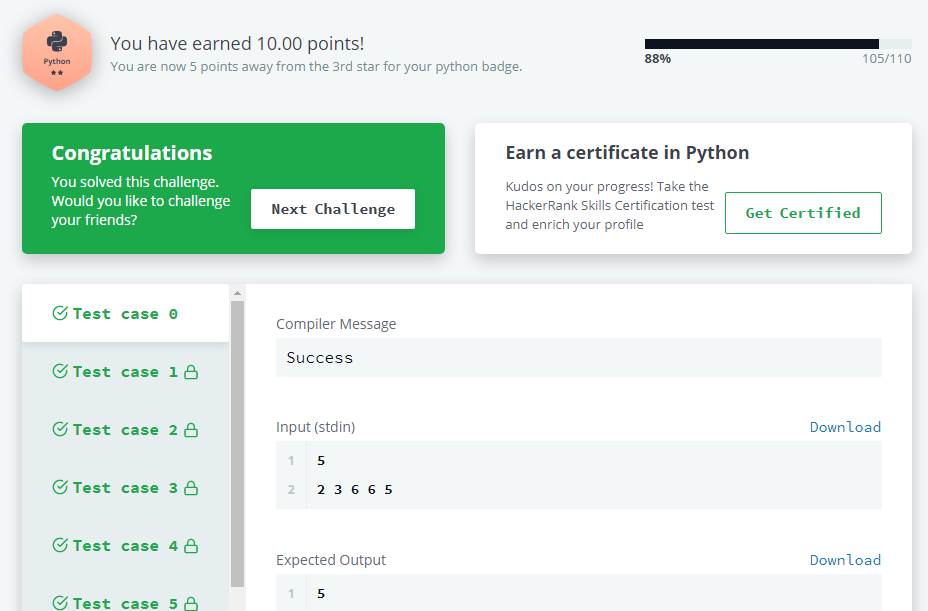 You have earned 10.00 points!
You are now 5 points away from the 3rd star for your python badge.
Python
88%
105/110
Congratulations
You solved this challenge.
Would you like to challenge
your friends?
Next Challenge
Earn a certificate in Python
Kudos on your progress! Take the
HackerRank Skills Certification test
and enrich your profile
Get Certified
Test case 0
Test case 1
Test case 2
Test case 3
Test case 4
Test case 5
Compiler Message
Success
Input (stdin)
Download
1 5
2 2 3 6 6 5
Expected Output
Download
1 5